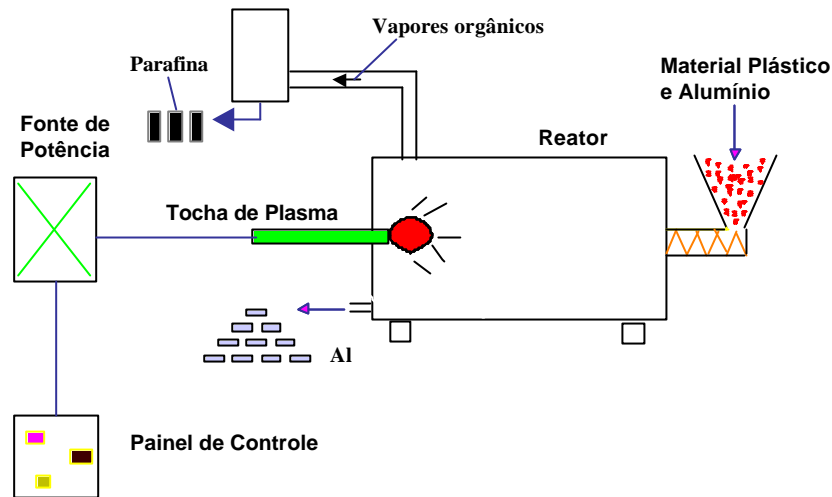 Vapores orgânicos
Parafina
Material Plástico
e Alumínio
Fonte de
Potência
Reator
Tocha de Plasma
Al
Painel de Controle